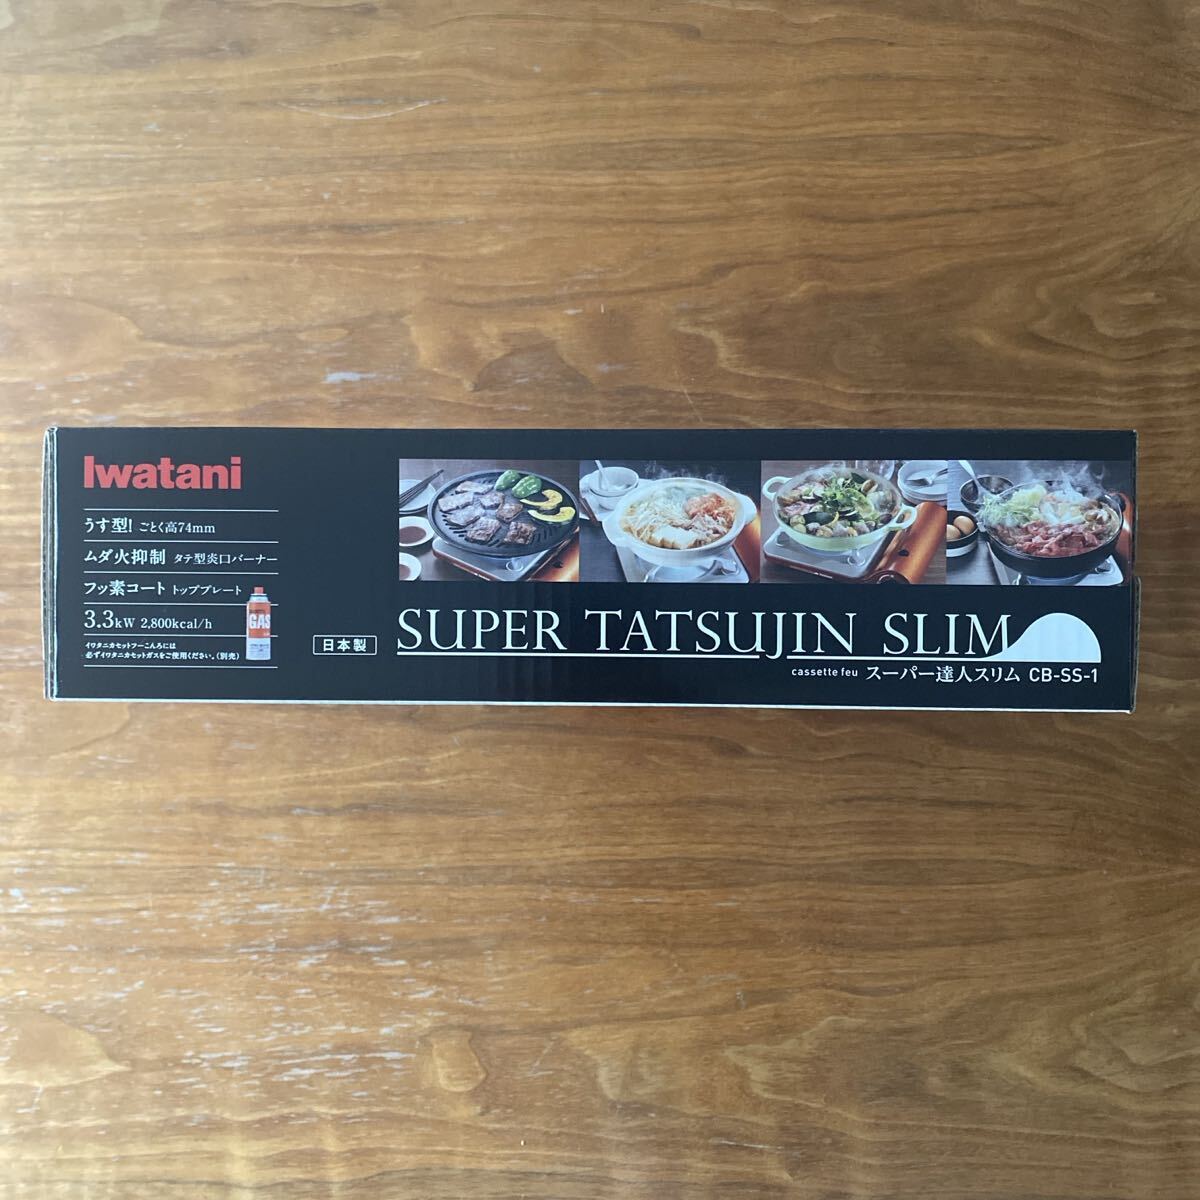 Iwatani
うす型! ごとく高74mm
ムダ火抑制 タテ型炎口バーナー
フッ素コート トッププレート
3.3kW 2,800kcal/h
イワタニカセットフーこんろには
必ずイワタニカセットガスをご使用ください。(別売)
GAS
日本製
SUPER TATSUJIN SLIM
cassette feu スーパー達人スリム CB-SS-1